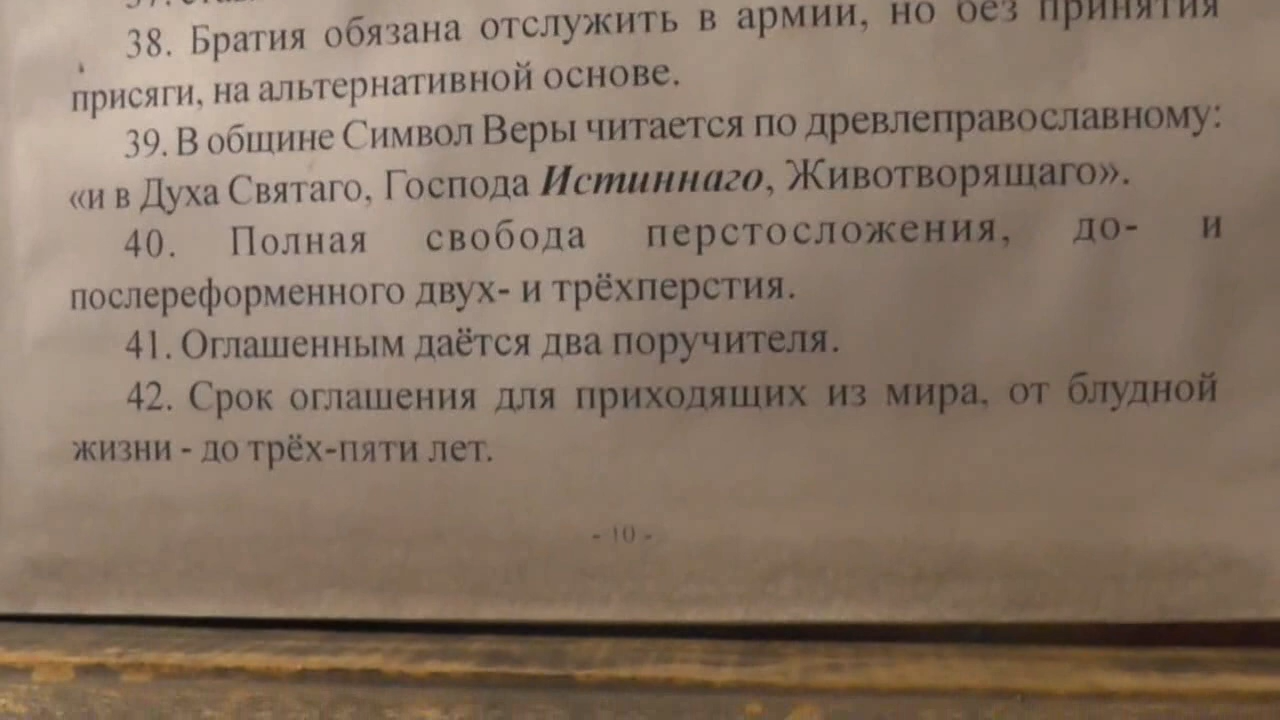 38. Братия обязана отслужить в армии, но без принятия
присяги, на альтернативной основе.
39. В общине Символ Веры читается по древлеправославному:
«и в Духа Святаго, Господа Истиннаго, Животворящаго».
40. Полная свобода перстосложения, до- и
послереформенного двух- и трёхперстия.
41. Оглашенным даётся два поручителя.
42. Срок оглашения для приходящих из мира, от блудной
жизни - до трёх-пяти лет.
- 10 -